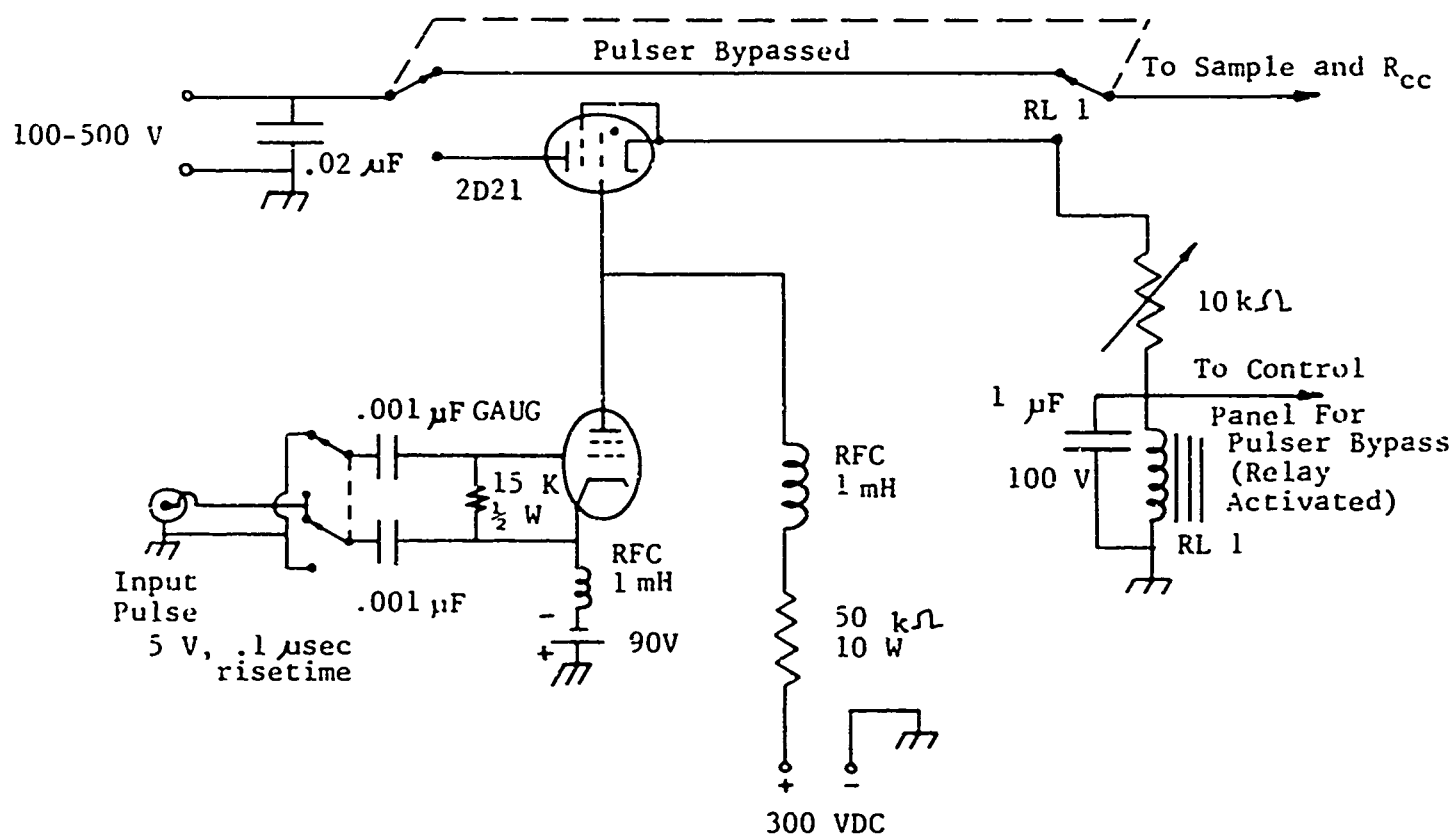 Pulser Bypassed
To Sample and Rcc
RL 1
100-500 V
.02 µF
2D21
10 kΩ
To Control
Panel For
Pulser Bypass
(Relay
Activated)
1 µF
100 V
RL 1
.001 µF
6AU6
15 K
½ W
RFC
1 mH
RFC
1 mH
Input
Pulse
5 V, .1 µsec
risetime
.001 µF
-
+
90V
50 kΩ
10 W
+
-
300 VDC